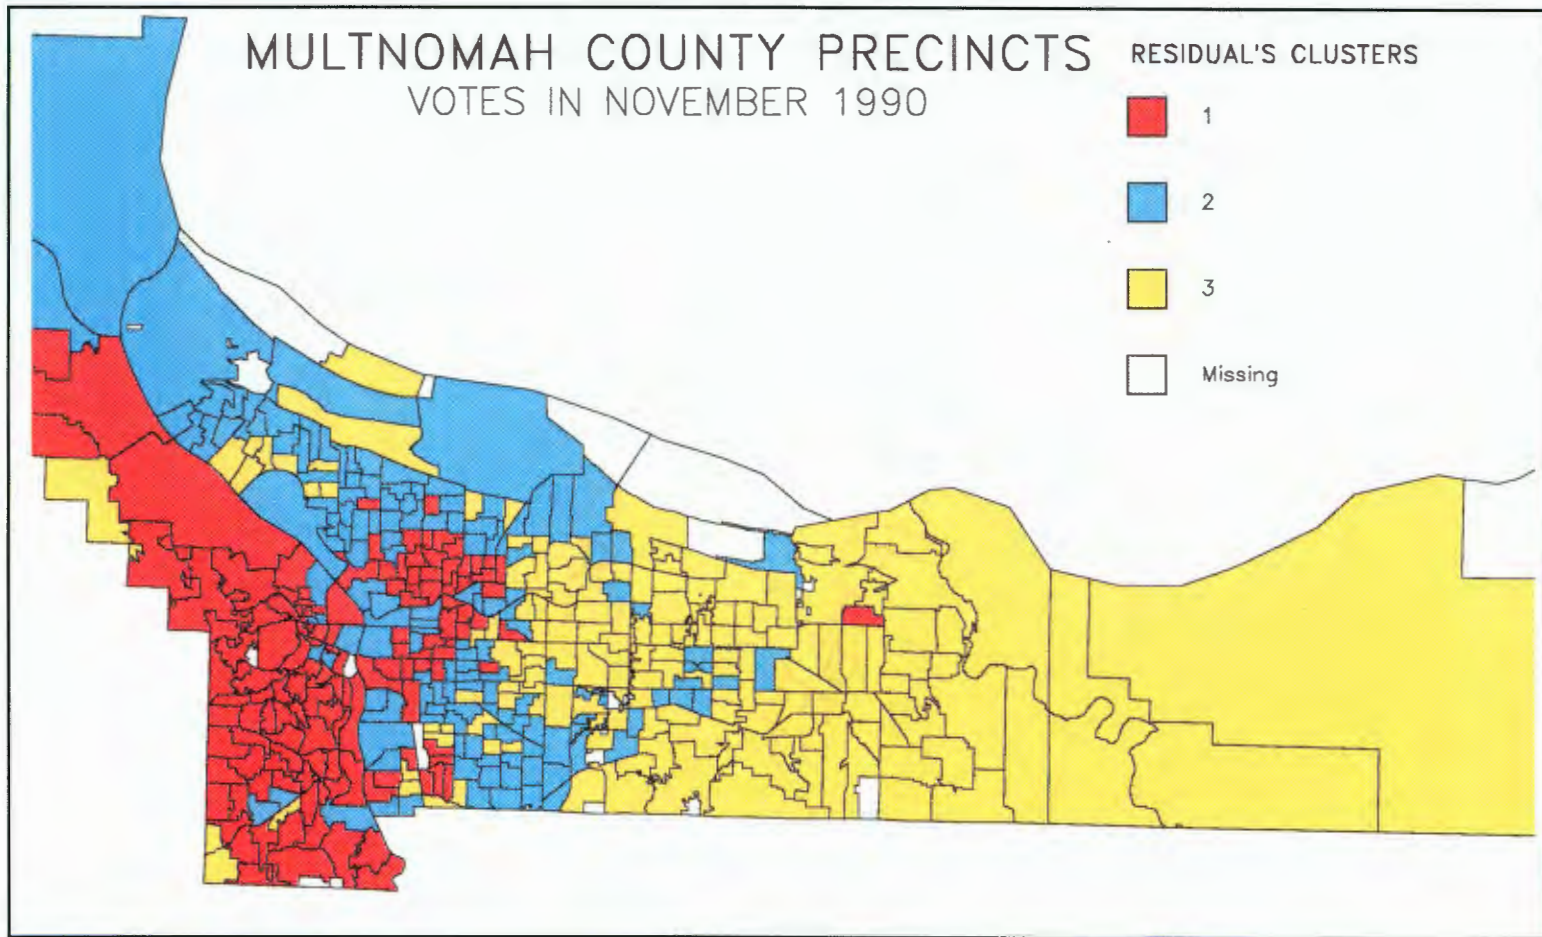 MULTNOMAH COUNTY PRECINCTS
VOTES IN NOVEMBER 1990
RESIDUAL'S CLUSTERS
1
2
3
Missing